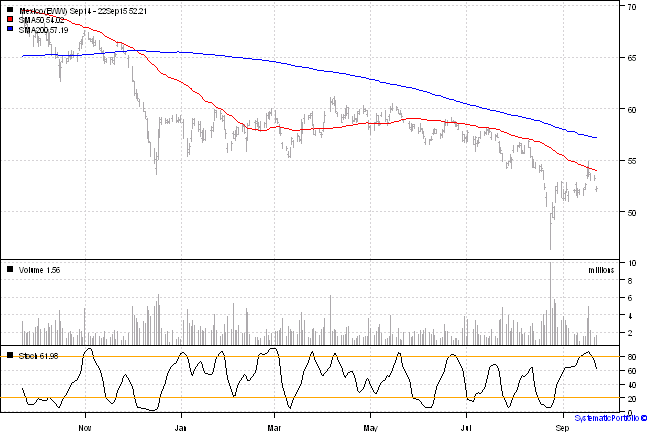 Mexico(EWW) Sep14 - 22Sep15 52.21
SMA50 54.02
SMA200 57.19
70
65
60
55
50
Volume 1.56
millions
10
8
6
4
2
Stoch 61.98
80
60
40
20
0
Nov Jan Mar May Jul Sep
SystematicPortfolio ©